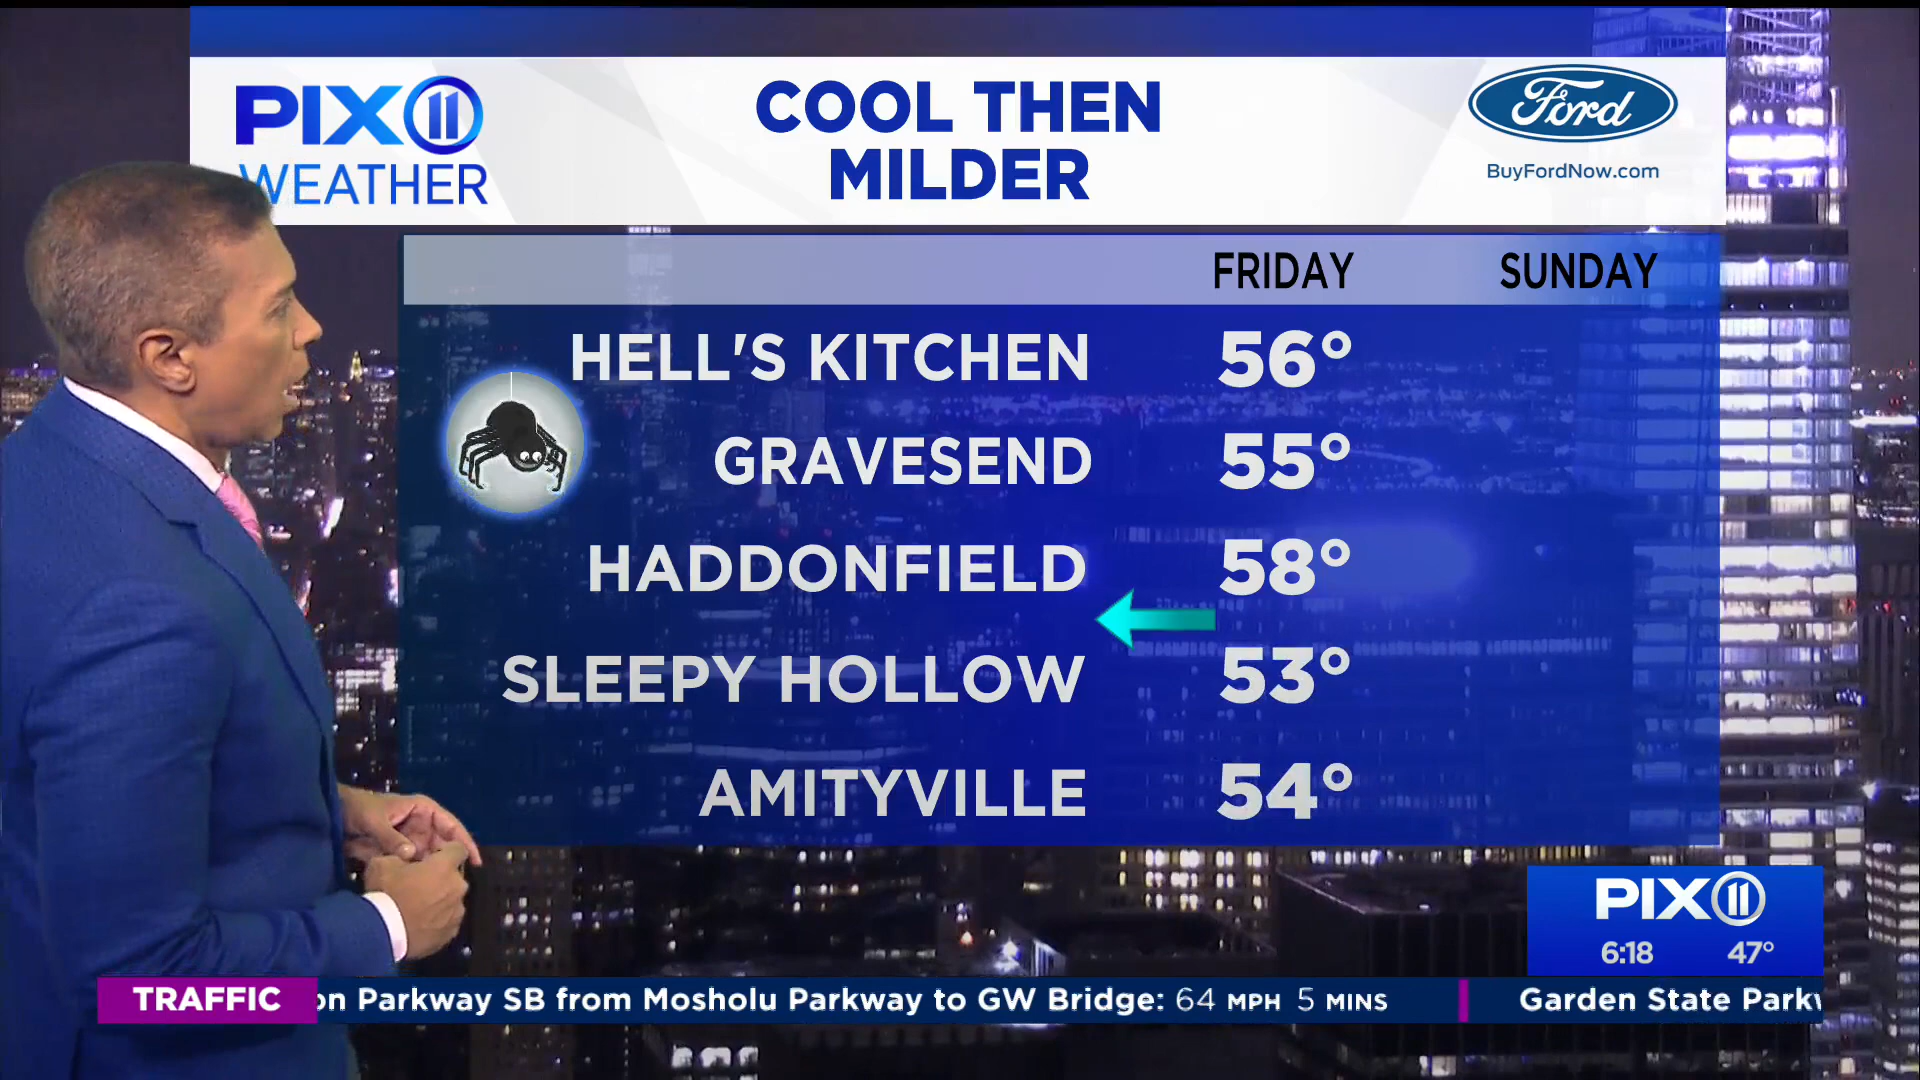 PIX11
WEATHER
COOL THEN
MILDER
Ford
BuyFordNow.com
FRIDAY SUNDAY
HELL'S KITCHEN 56°
GRAVESEND 55°
HADDONFIELD 58°
SLEEPY HOLLOW 53°
AMITYVILLE 54°
PIX11
6:18 47°
TRAFFIC on Parkway SB from Mosholu Parkway to GW Bridge: 64 MPH 5 MINS Garden State Parkw